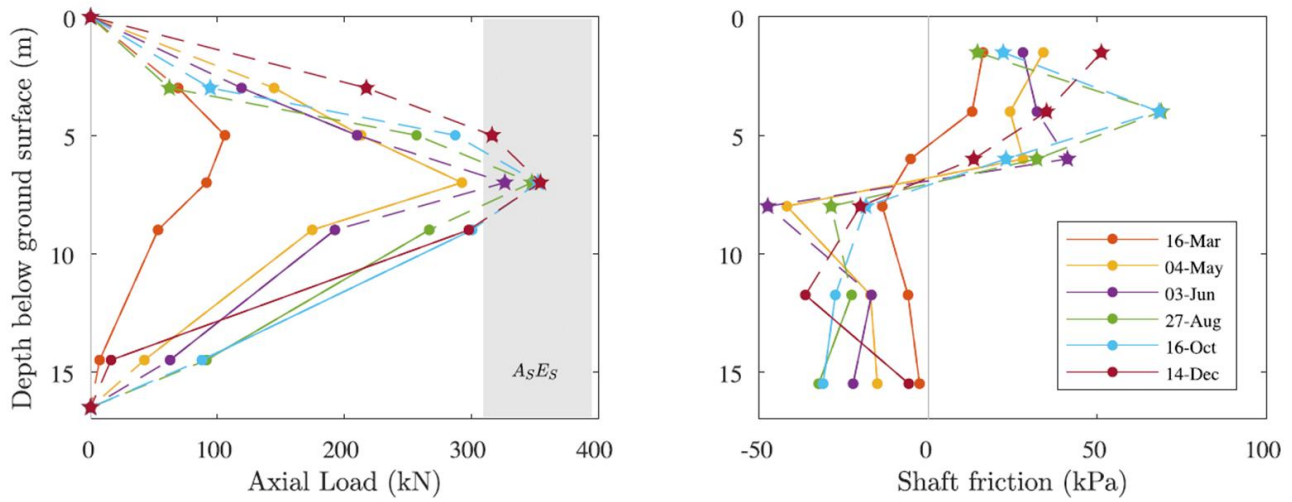 Depth below ground surface (m)
0
5
10
15
0
100
200
300
400
Axial Load (kN)
A_SE_S
0
5
10
15
-50
0
50
100
Shaft friction (kPa)
16-Mar
04-May
03-Jun
27-Aug
16-Oct
14-Dec